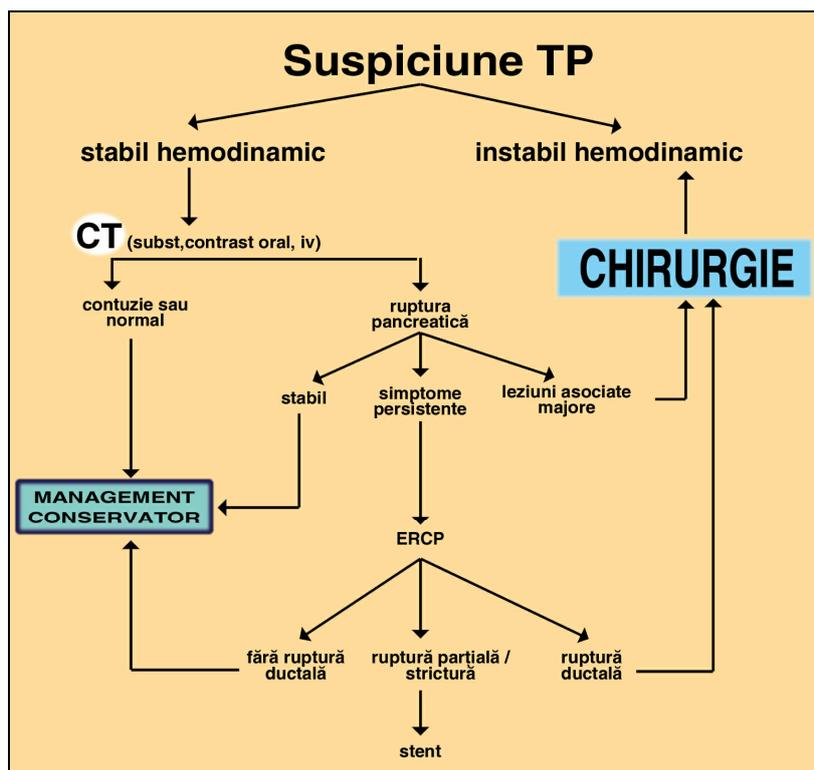 Suspiciune TP
stabil hemodinamic
instabil hemodinamic
CT (subst,contrast oral, iv)
CHIRURGIE
contuzie sau
normal
ruptura
pancreatică
stabil
simptome
persistente
leziuni asociate
majore
MANAGEMENT
CONSERVATOR
ERCP
fără ruptură
ductală
ruptură parţială /
strictură
ruptură
ductală
stent